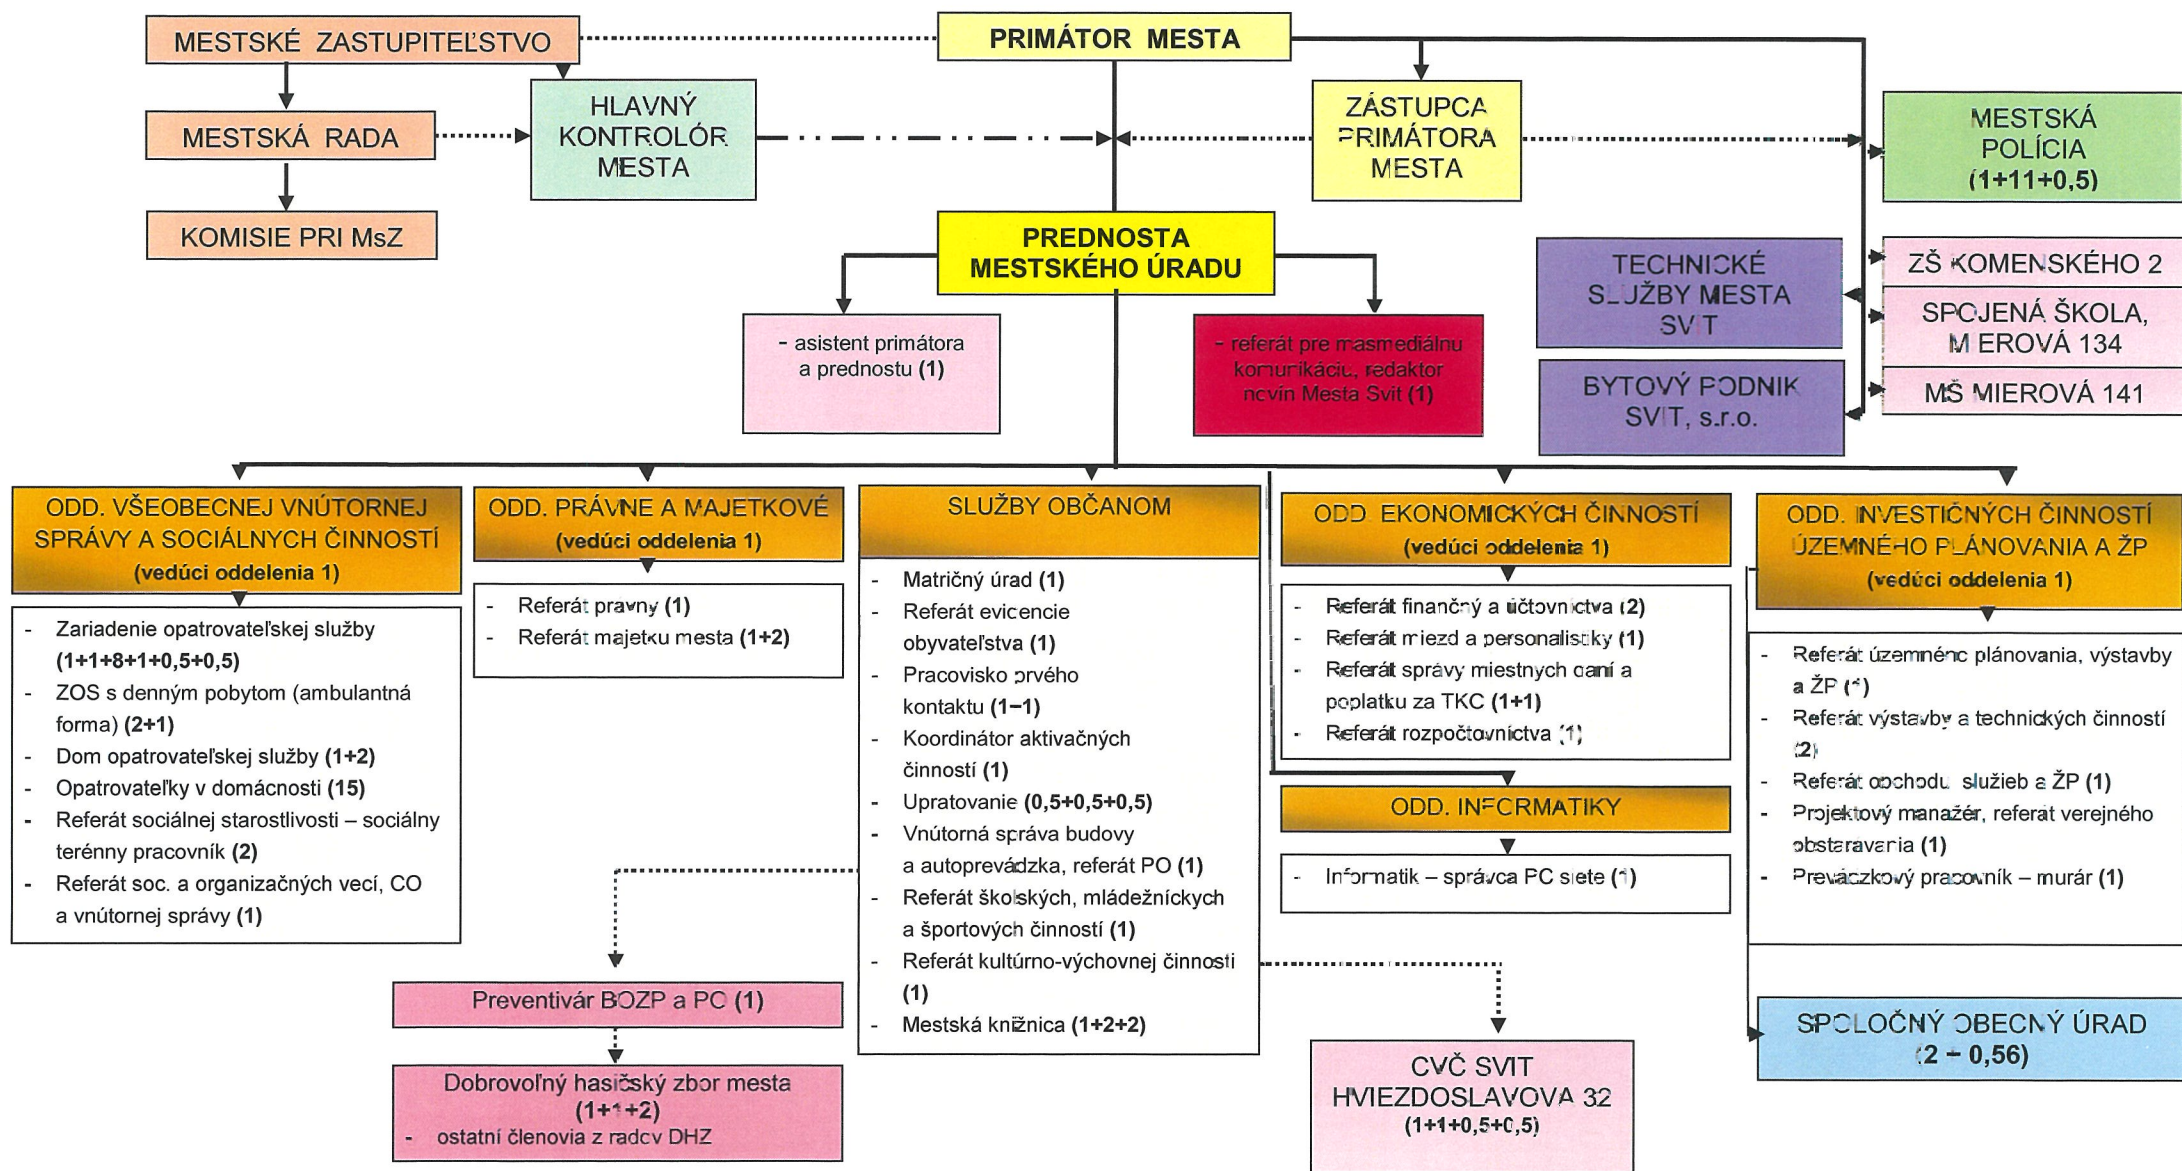 MESTSKÉ ZASTUPITEĽSTVO
PRIMÁTOR MESTA
MESTSKÁ RADA
HLAVNÝ
KONTROLÓR
MESTA
ZÁSTUPCA
PRIMÁTORA
MESTA
MESTSKÁ
POLÍCIA
(1+11+0,5)
KOMISIE PRI MsZ
PREDNOSTA
MESTSKÉHO ÚRADU
TECHNICKÉ
SLUŽBY MESTA
SVIT
ZŠ KOMENSKÉHO 2
SPOJENÁ ŠKOLA,
MIEROVÁ 134
MŠ MIEROVÁ 141
BYTOVÝ PODNIK
SVIT, s.r.o.
- asistent primátora
a prednostu (1)
- referát pre masmediálnu
komunikáciu, redaktor
novín Mesta Svit (1)
ODD. VŠEOBECNEJ VNÚTORNEJ
SPRÁVY A SOCIÁLNYCH ČINNOSTÍ
(vedúci oddelenia 1)
- Zariadenie opatrovateľskej služby
(1+1+8+1+0,5+0,5)
- ZOS s denným pobytom (ambulantná
forma) (2+1)
- Dom opatrovateľskej služby (1+2)
- Opatrovateľky v domácnosti (15)
- Referát sociálnej starostlivosti – sociálny
terénny pracovník (2)
- Referát soc. a organizačných vecí, CO
a vnútornej správy (1)
ODD. PRÁVNE A MAJETKOVÉ
(vedúci oddelenia 1)
- Referát právny (1)
- Referát majetku mesta (1+2)
SLUŽBY OBČANOM
- Matričný úrad (1)
- Referát evidencie
obyvateľstva (1)
- Pracovisko prvého
kontaktu (1+1)
- Koordinátor aktivačných
činností (1)
- Upratovanie (0,5+0,5+0,5)
- Vnútorná správa budovy
a autoprevádzka, referát PO (1)
- Referát školských, mládežníckych
a športových činností (1)
- Referát kultúrno-výchovnej činnosti
(1)
- Mestská knižnica (1+2+2)
ODD. EKONOMICKÝCH ČINNOSTÍ
(vedúci oddelenia 1)
- Referát finančný a účtovníctva (2)
- Referát miezd a personalistiky (1)
- Referát správy miestnych daní a
poplatku za TKO (1+1)
- Referát rozpočtovníctva (1)
ODD. INFORMATIKY
- Informatik – správca PC siete (1)
ODD. INVESTIČNÝCH ČINNOSTÍ
ÚZEMNÉHO PLÁNOVANIA A ŽP
(vedúci oddelenia 1)
- Referát územného plánovania, výstavby
a ŽP (1)
- Referát výstavby a technických činností
(2)
- Referát obchodu služieb a ŽP (1)
- Projektový manažér, referát verejného
obstarávania (1)
- Prevádzkový pracovník – murár (1)
SPOLOČNÝ OBECNÝ ÚRAD
(2 + 0,56)
Preventivár BOZP a PO (1)
Dobrovoľný hasičský zbor mesta
(1+1+2)
- ostatní členovia z radov DHZ
CVČ SVIT
HVIEZDOSLAVOVA 32
(1+1+0,5+0,5)